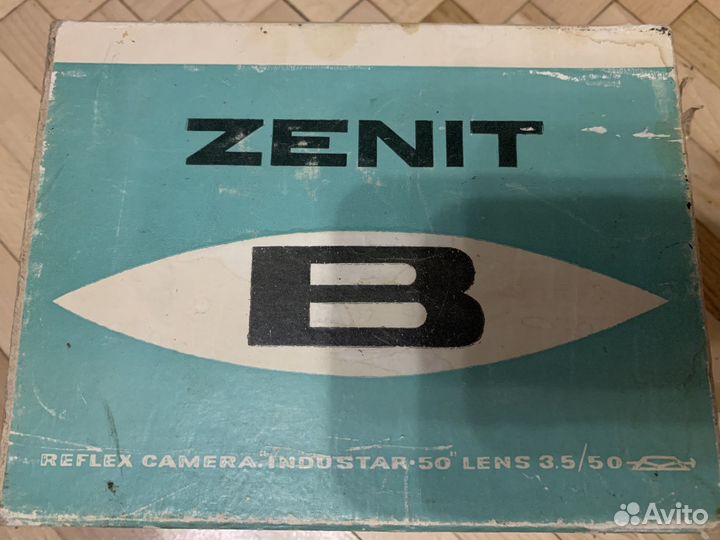 ZENIT
B
REFLEX CAMERA."INDUSTAR-50" LENS 3.5/50
Avito